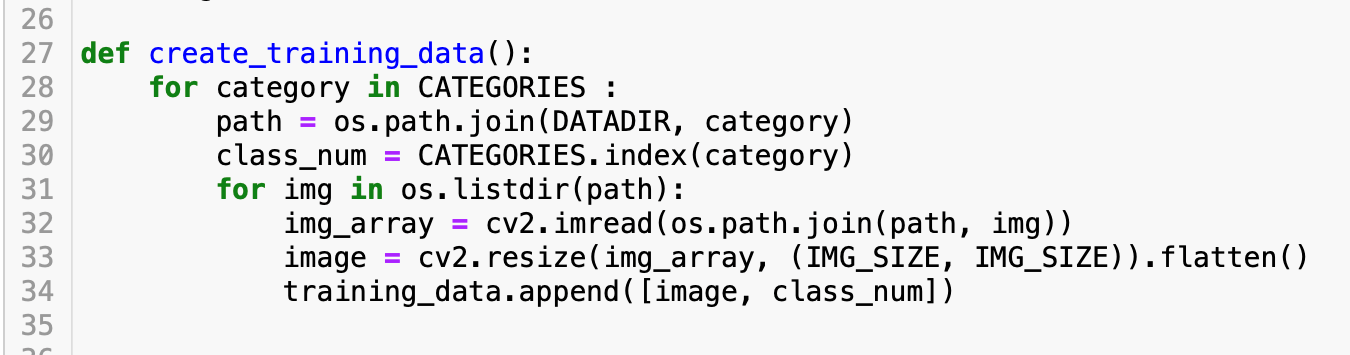 26
27 def create_training_data():
28     for category in CATEGORIES :
29         path = os.path.join(DATADIR, category)
30         class_num = CATEGORIES.index(category)
31         for img in os.listdir(path):
32             img_array = cv2.imread(os.path.join(path, img))
33             image = cv2.resize(img_array, (IMG_SIZE, IMG_SIZE)).flatten()
34             training_data.append([image, class_num])
35